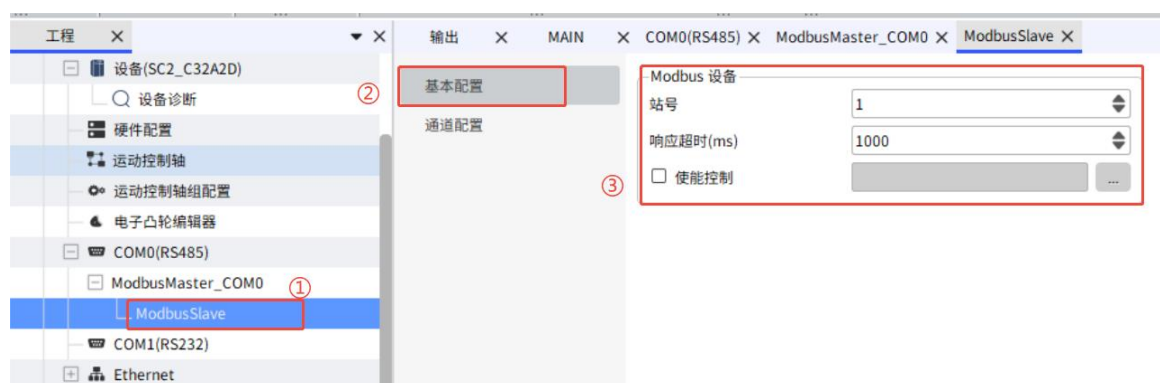 工程
输出
MAIN
COM0(RS485)
ModbusMaster_COM0
ModbusSlave
设备(SC2_C32A2D)
设备诊断
硬件配置
运动控制轴
运动控制轴组配置
电子凸轮编辑器
COM0(RS485)
ModbusMaster_COM0
①
ModbusSlave
COM1(RS232)
Ethernet
②
基本配置
通道配置
③
Modbus 设备
站号
1
响应超时(ms)
1000
使能控制
...